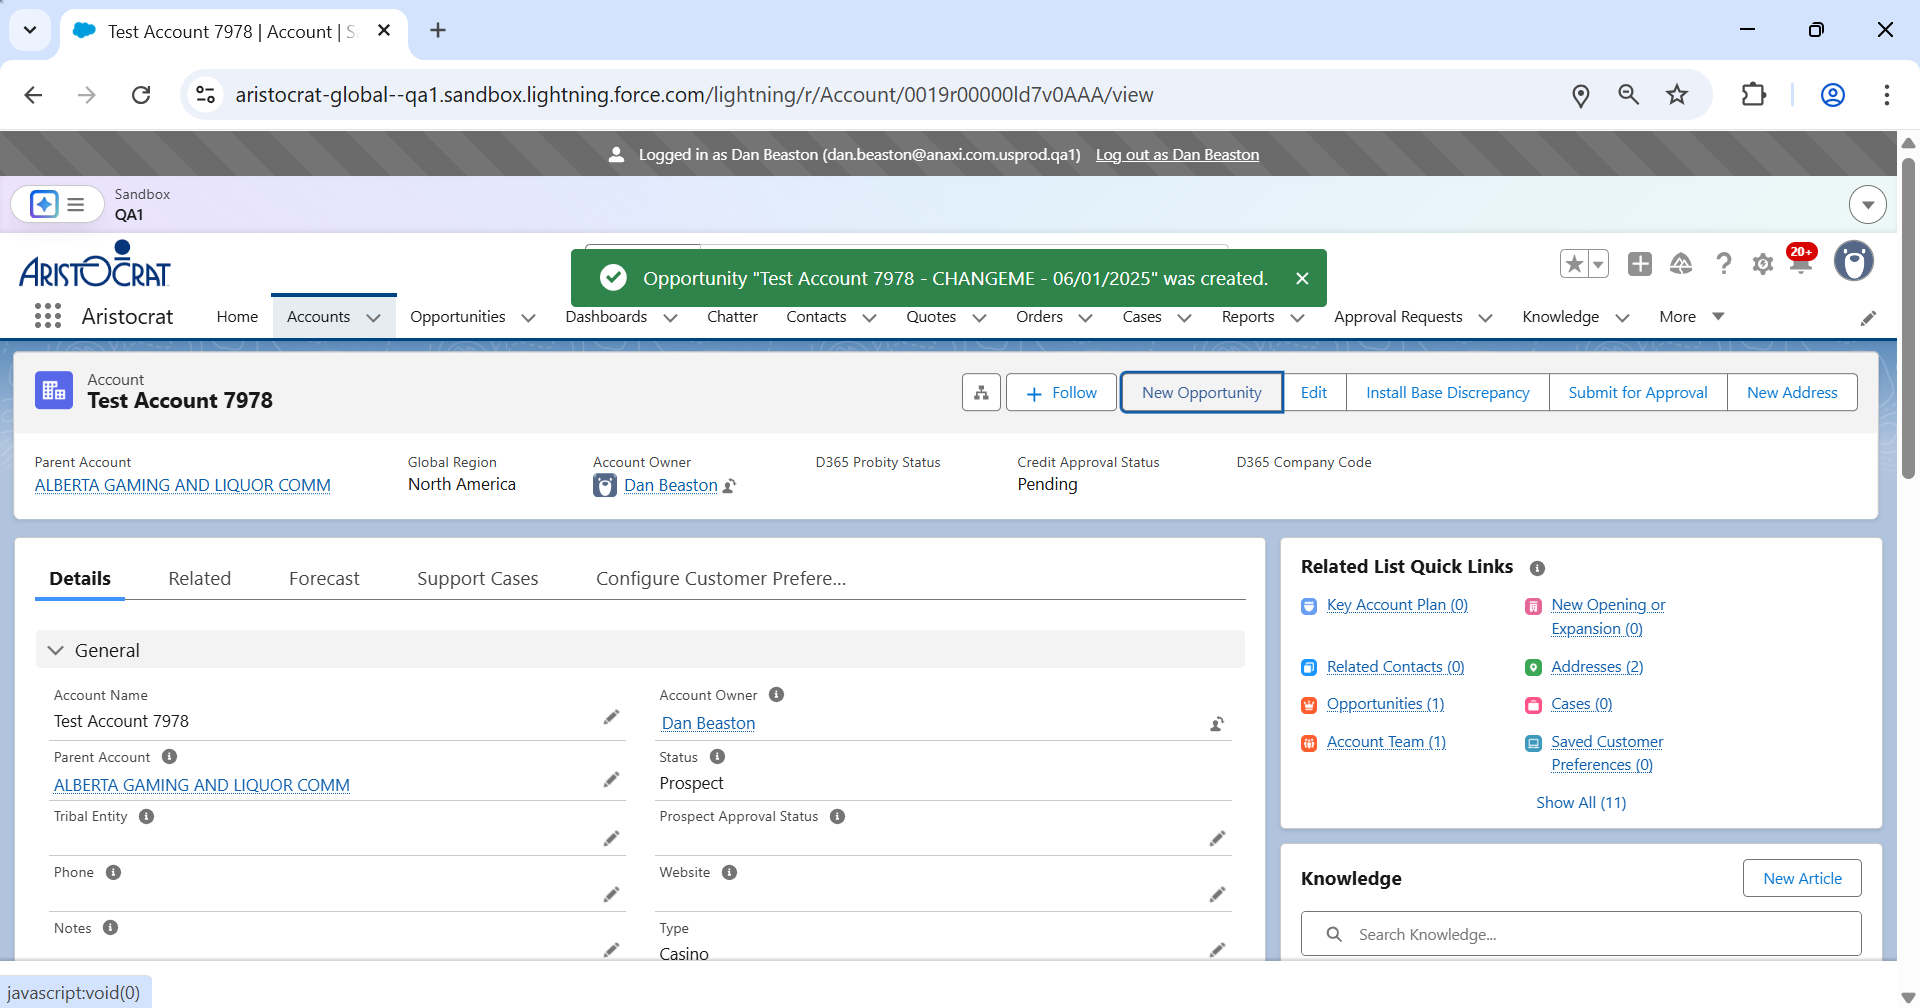 Test Account 7978 | Account | S
aristocrat-global--qa1.sandbox.lightning.force.com/lightning/r/Account/0019r00000ld7v0AAA/view
Logged in as Dan Beaston (dan.beaston@anaxi.com.usprod.qa1) Log out as Dan Beaston
Sandbox
QA1
ARISTOCRAT
Opportunity "Test Account 7978 - CHANGEME - 06/01/2025" was created.
20+
Aristocrat Home Accounts Opportunities Dashboards Chatter Contacts Quotes Orders Cases Reports Approval Requests Knowledge More
Account
Test Account 7978
Follow New Opportunity Edit Install Base Discrepancy Submit for Approval New Address
Parent Account Global Region Account Owner D365 Probity Status Credit Approval Status D365 Company Code
ALBERTA GAMING AND LIQUOR COMM North America Dan Beaston Pending
Details Related Forecast Support Cases Configure Customer Prefere...
General
Account Name Account Owner
Test Account 7978 Dan Beaston
Parent Account Status
ALBERTA GAMING AND LIQUOR COMM Prospect
Tribal Entity Prospect Approval Status
Phone Website
Notes Type
Casino
Related List Quick Links
Key Account Plan (0) New Opening or
Expansion (0)
Related Contacts (0) Addresses (2)
Opportunities (1) Cases (0)
Account Team (1) Saved Customer
Preferences (0)
Show All (11)
Knowledge New Article
Search Knowledge...
javascript:void(0)